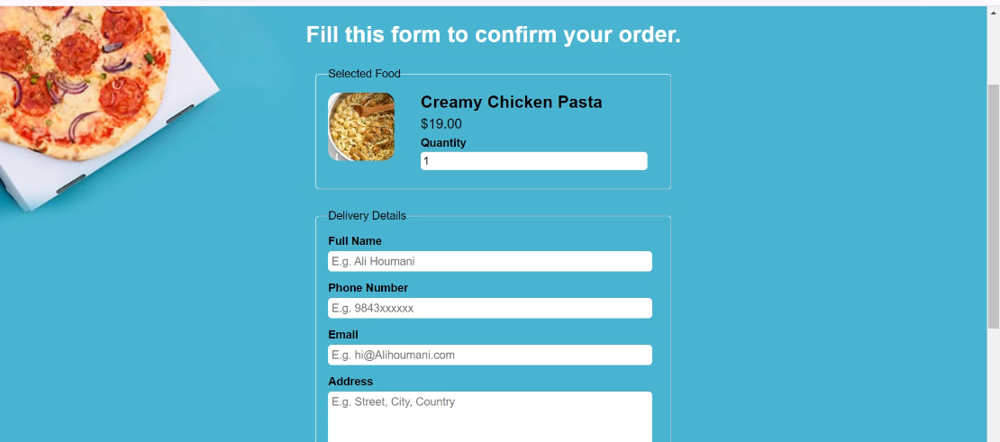 Fill this form to confirm your order.
Selected Food
Creamy Chicken Pasta
$19.00
Quantity
1
Delivery Details
Full Name
E.g. Ali Houmani
Phone Number
E.g. 9843xxxxxx
Email
E.g. hi@Alihoumani.com
Address
E.g. Street, City, Country